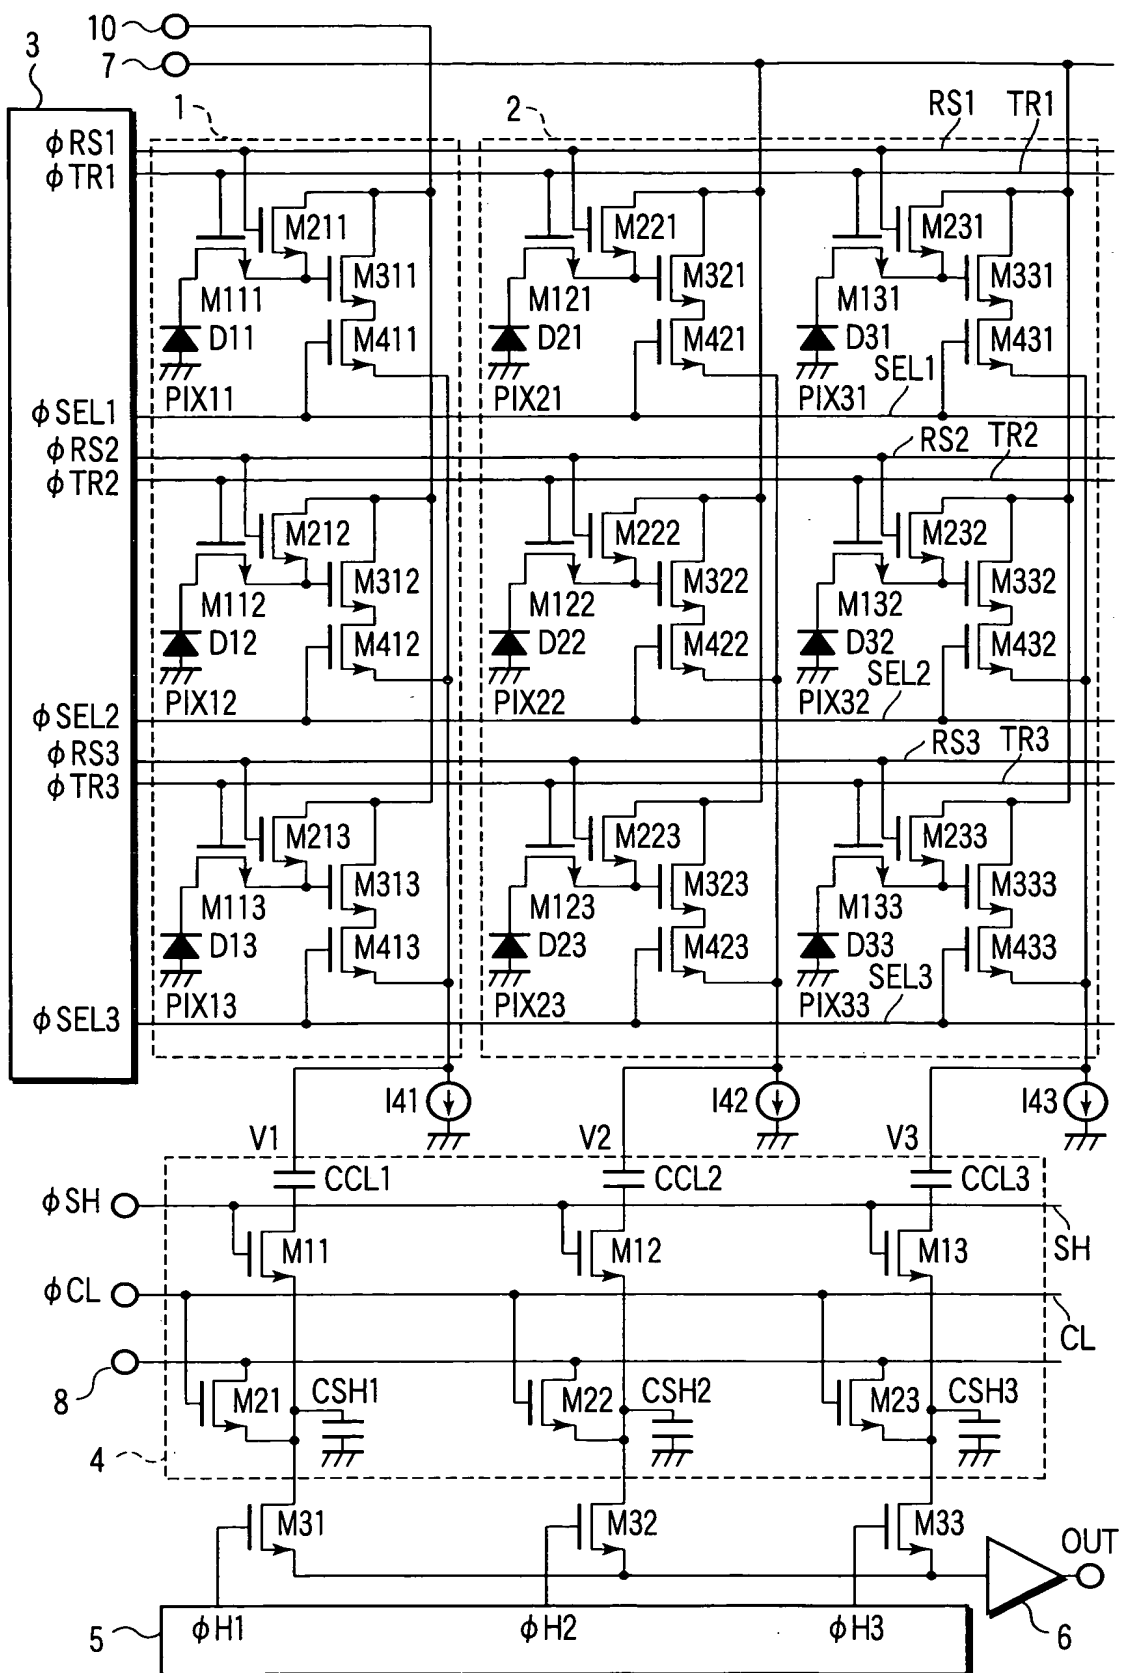 10
7
3
1
2
RS1
TR1
φRS1
φTR1
M211
M221
M231
M311
M321
M331
M111
M121
M131
D11
M411
D21
M421
D31
M431
SEL1
PIX11
PIX21
PIX31
φSEL1
φRS2
RS2
TR2
φTR2
M212
M222
M232
M312
M322
M332
M112
M122
M132
D12
M412
D22
M422
D32
M432
SEL2
PIX12
PIX22
PIX32
φSEL2
φRS3
RS3
TR3
φTR3
M213
M223
M233
M313
M323
M333
M113
M123
M133
D13
M413
D23
M423
D33
M433
SEL3
PIX13
PIX23
PIX33
φSEL3
I41
I42
I43
V1
V2
V3
CCL1
CCL2
CCL3
φSH
M11
M12
M13
SH
φCL
CL
8
M21
CSH1
M22
CSH2
M23
CSH3
4
M31
M32
M33
OUT
5
φH1
φH2
φH3
6